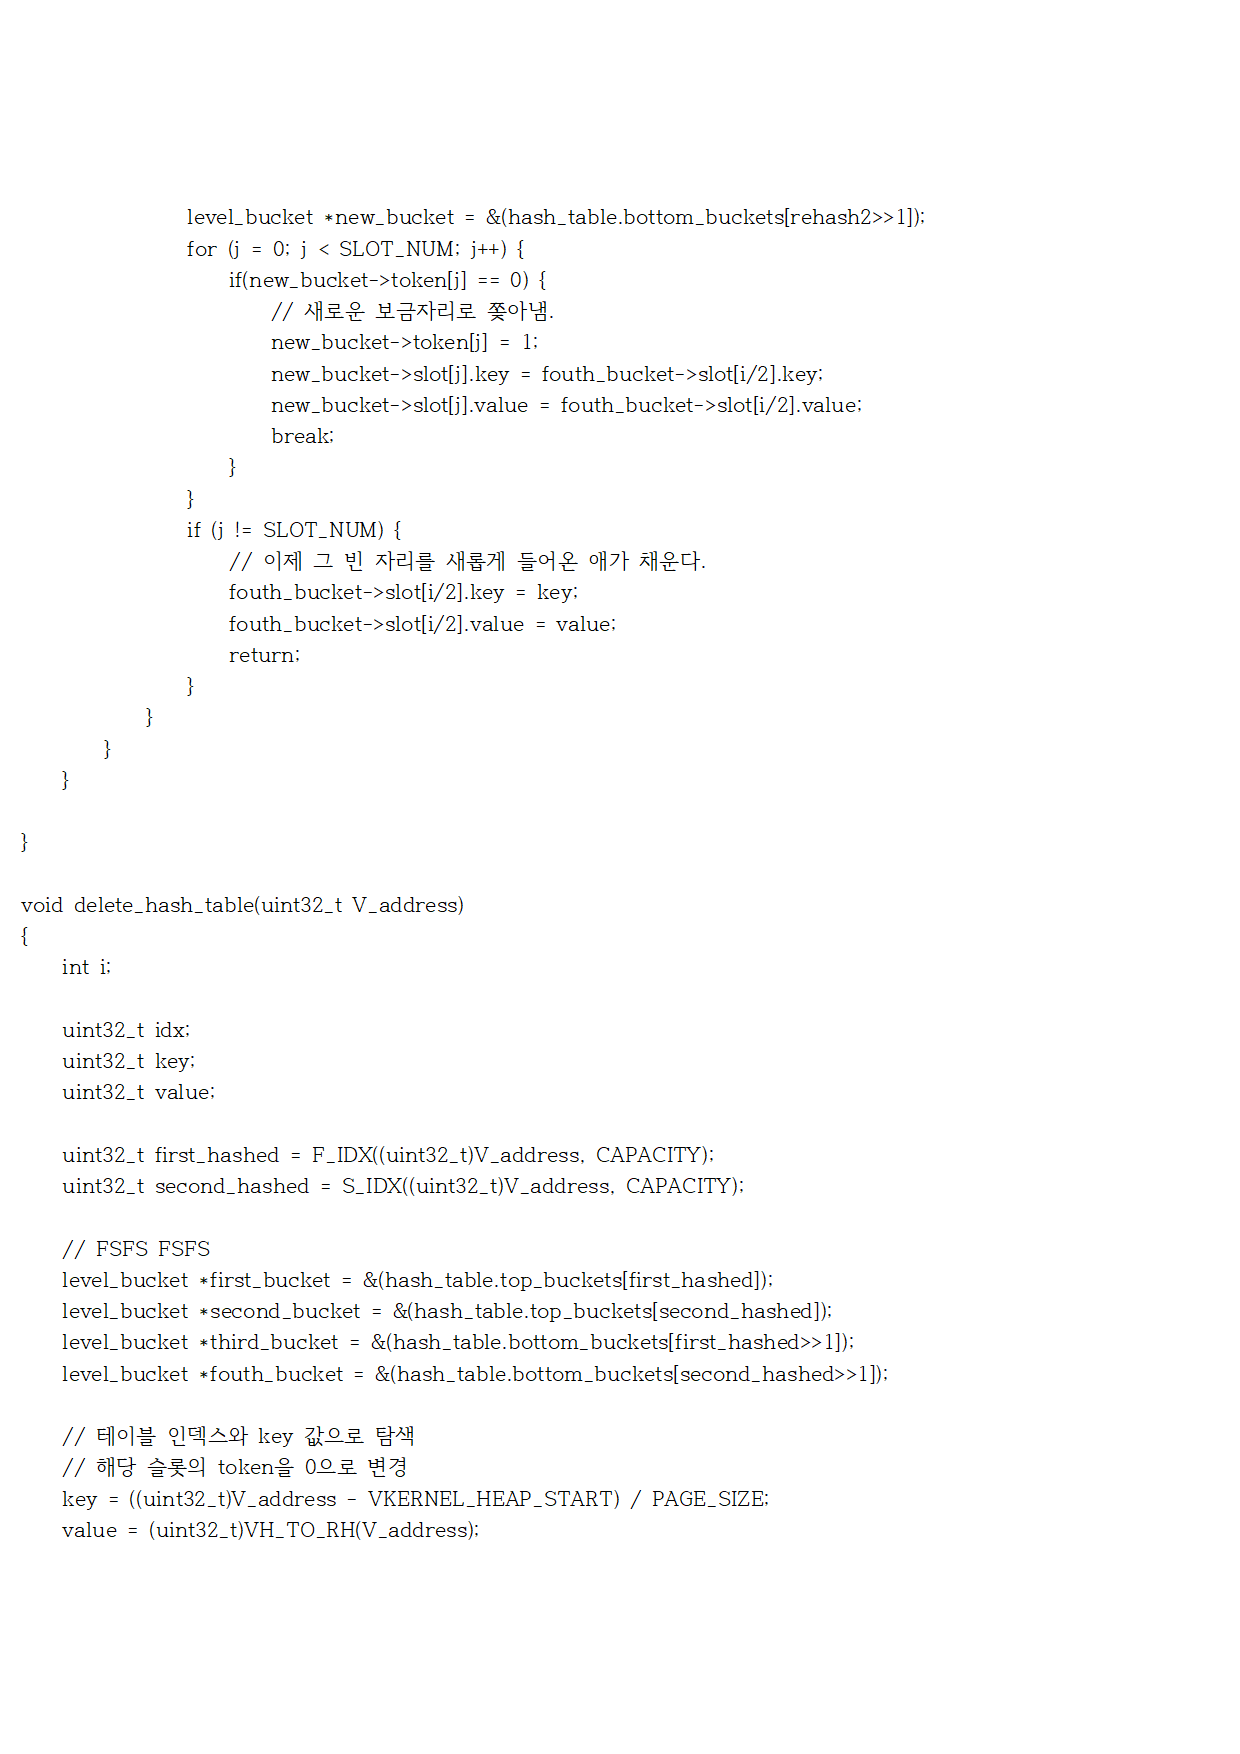 level_bucket *new_bucket = &(hash_table.bottom_buckets[rehash2>>1]);
for (j = 0; j < SLOT_NUM; j++) {
if(new_bucket->token[j] == 0) {
// 새로운 보금자리로 쫓아냄.
new_bucket->token[j] = 1;
new_bucket->slot[j].key = fouth_bucket->slot[i/2].key;
new_bucket->slot[j].value = fouth_bucket->slot[i/2].value;
break;
}
}
if (j != SLOT_NUM) {
// 이제 그 빈 자리를 새롭게 들어온 애가 채운다.
fouth_bucket->slot[i/2].key = key;
fouth_bucket->slot[i/2].value = value;
return;
}
}
}
}
}
void delete_hash_table(uint32_t V_address)
{
int i;
uint32_t idx;
uint32_t key;
uint32_t value;
uint32_t first_hashed = F_IDX((uint32_t)V_address, CAPACITY);
uint32_t second_hashed = S_IDX((uint32_t)V_address, CAPACITY);
// FSFS FSFS
level_bucket *first_bucket = &(hash_table.top_buckets[first_hashed]);
level_bucket *second_bucket = &(hash_table.top_buckets[second_hashed]);
level_bucket *third_bucket = &(hash_table.bottom_buckets[first_hashed>>1]);
level_bucket *fouth_bucket = &(hash_table.bottom_buckets[second_hashed>>1]);
// 테이블 인덱스와 key 값으로 탐색
// 해당 슬롯의 token을 0으로 변경
key = ((uint32_t)V_address - VKERNEL_HEAP_START) / PAGE_SIZE;
value = (uint32_t)VH_TO_RH(V_address);